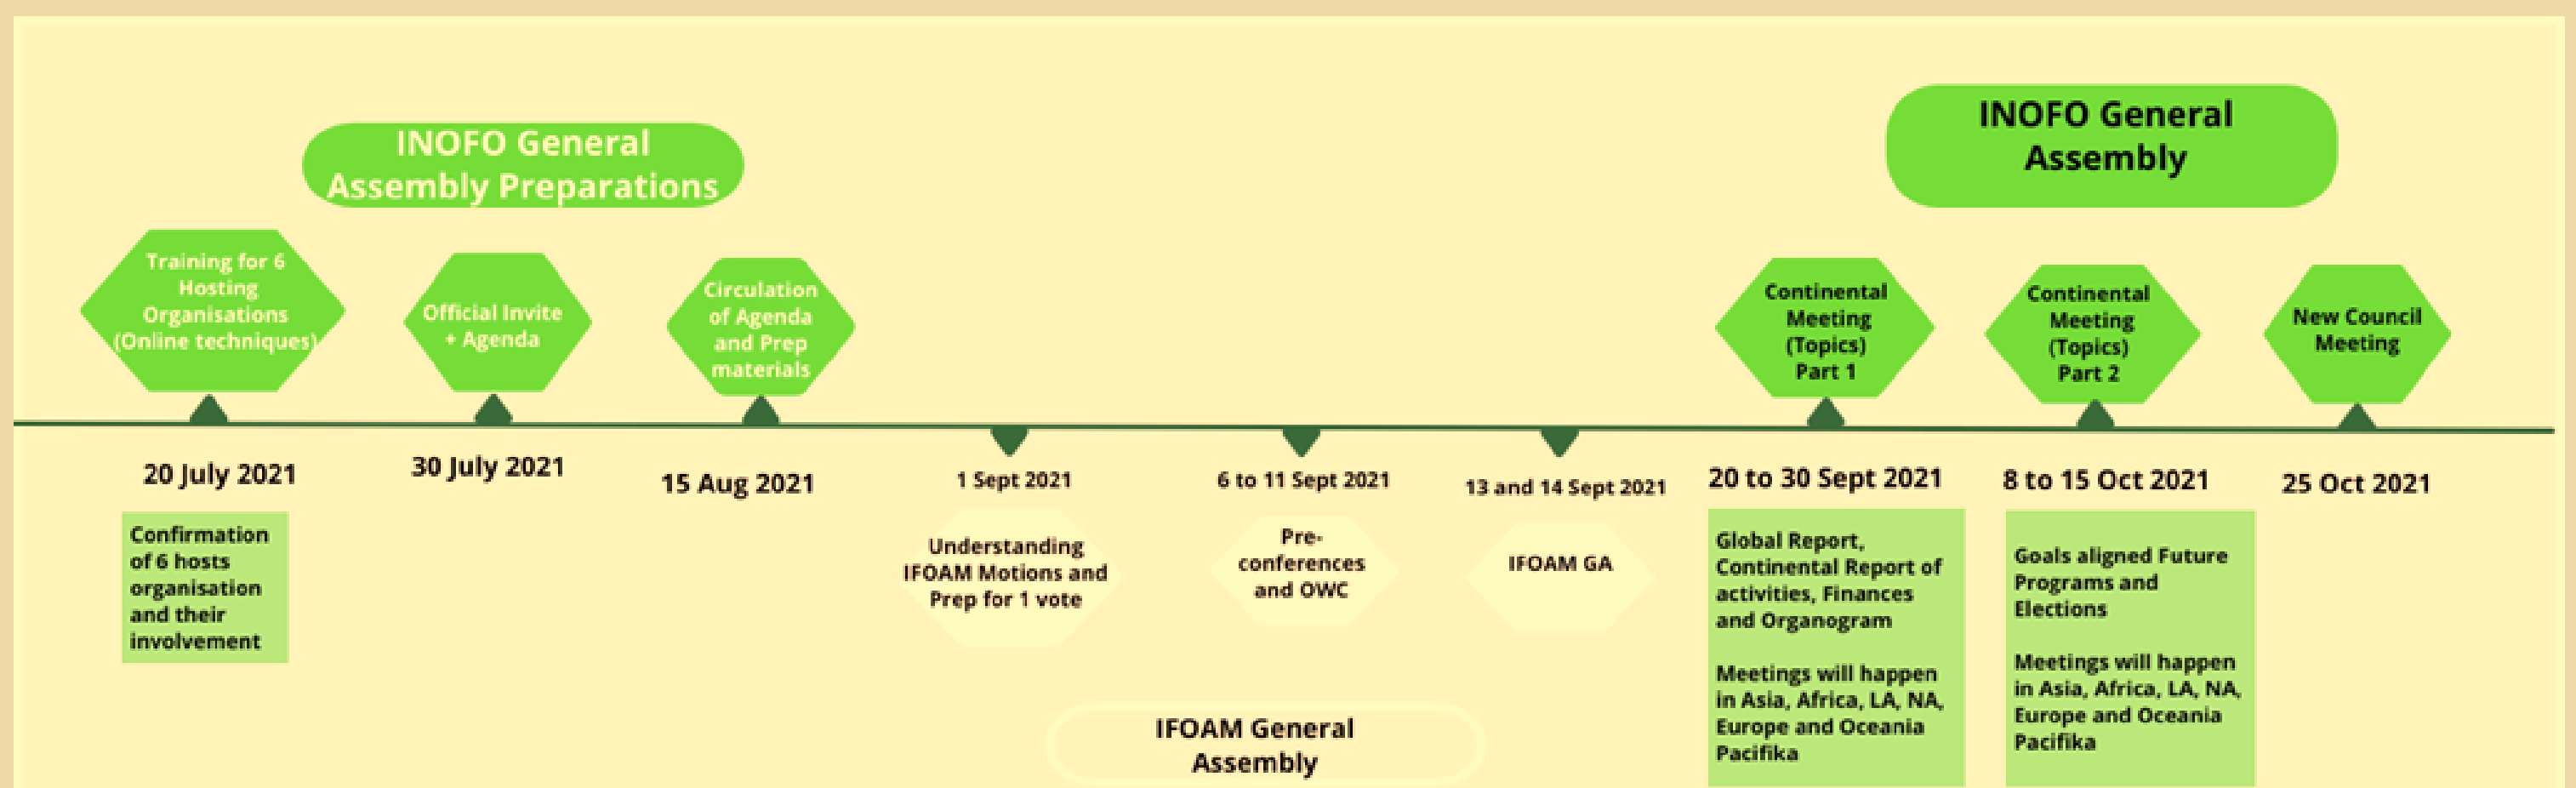 INOFO General
Assembly Preparations
INOFO General
Assembly
Training for 6
Hosting
Organisations
(Online techniques)
Official Invite
+ Agenda
Circulation
of Agenda
and Prep
materials
Continental
Meeting
(Topics)
Part 1
Continental
Meeting
(Topics)
Part 2
New Council
Meeting
20 July 2021
30 July 2021
15 Aug 2021
1 Sept 2021
6 to 11 Sept 2021
13 and 14 Sept 2021
20 to 30 Sept 2021
8 to 15 Oct 2021
25 Oct 2021
Confirmation
of 6 hosts
organisation
and their
involvement
Understanding
IFOAM Motions and
Prep for 1 vote
Pre-
conferences
and OWC
IFOAM GA
Global Report,
Continental Report of
activities, Finances
and Organogram
Meetings will happen
in Asia, Africa, LA, NA,
Europe and Oceania
Pacifika
Goals aligned Future
Programs and
Elections
Meetings will happen
in Asia, Africa, LA, NA,
Europe and Oceania
Pacifika
IFOAM General
Assembly